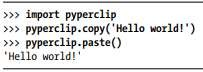 >>> import pyperclip
>>> pyperclip.copy('Hello world!')
>>> pyperclip.paste()
'Hello world!'